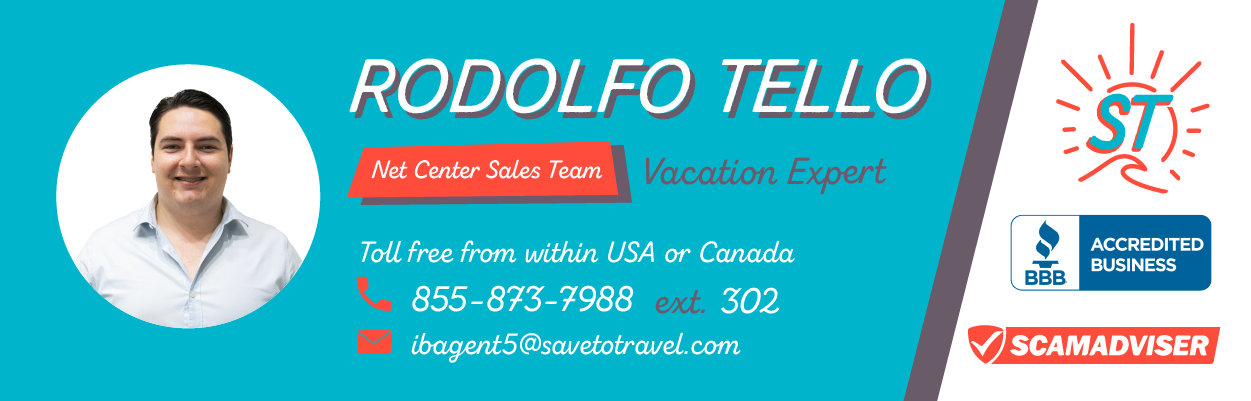 RODOLFO TELLO
Net Center Sales Team
Vacation Expert
Toll free from within USA or Canada
855-873-7988 ext. 302
ibagent5@savetotravel.com
ST
BBB
ACCREDITED
BUSINESS
SCAMADVISER